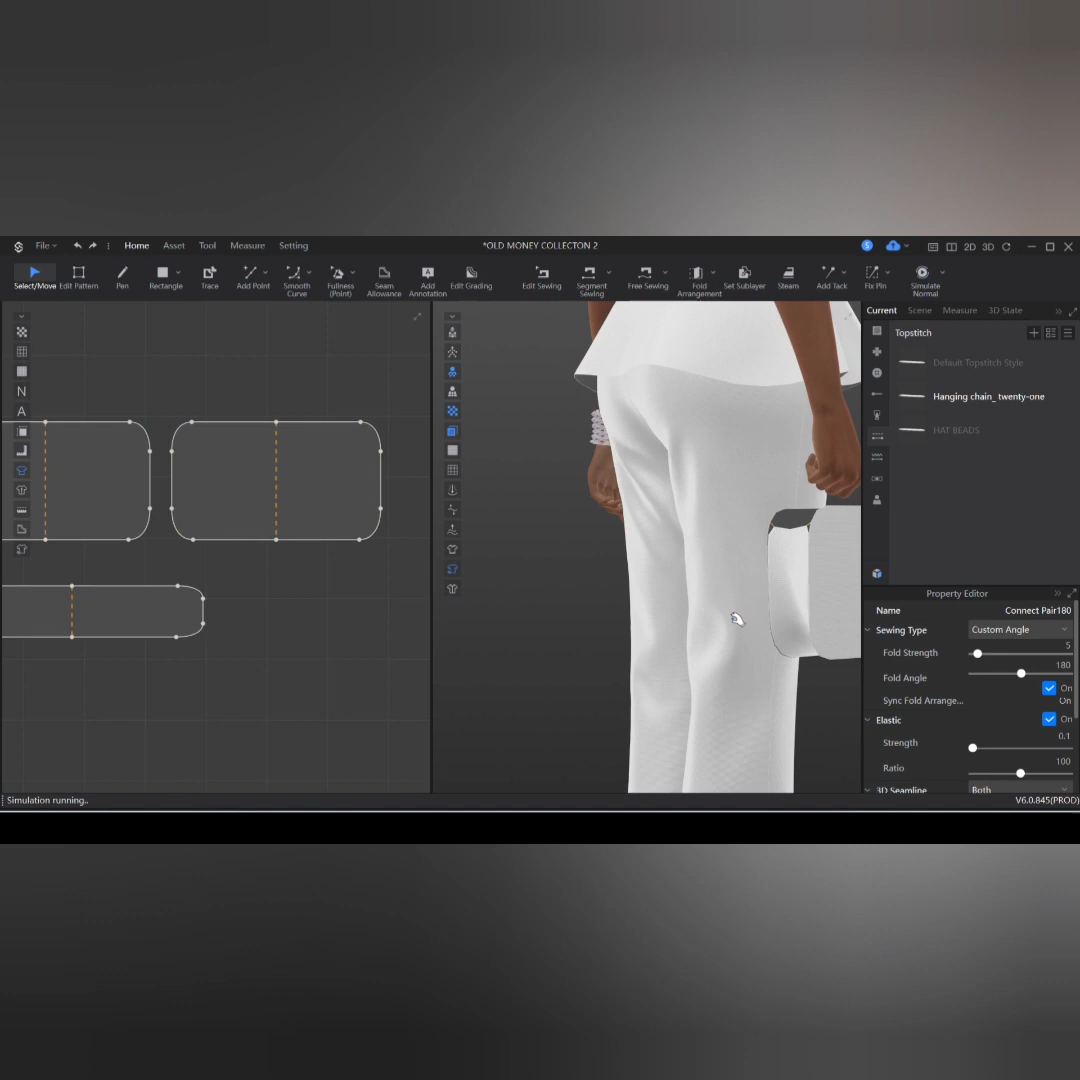 File
Home
Asset
Tool
Measure
Setting
*OLD MONEY COLLECTON 2
S
2D
3D
Select/Move
Edit Pattern
Pen
Rectangle
Trace
Add Point
Smooth
Curve
Fullness
(Point)
Seam
Allowance
Add
Annotation
Edit Grading
Edit Sewing
Segment
Sewing
Free Sewing
Fold
Arrangement
Set Sublayer
Steam
Add Tack
Fix Pin
Simulate
Normal
Current
Scene
Measure
3D State
Topstitch
Default Topstitch Style
Hanging chain_ twenty-one
HAT BEADS
N
A
Property Editor
Name
Connect Pair180
Sewing Type
Custom Angle
5
Fold Strength
180
Fold Angle
On
Sync Fold Arrange...
On
Elastic
On
0.1
Strength
100
Ratio
3D Seamline
Both
Simulation running..
V6.0.845(PROD)